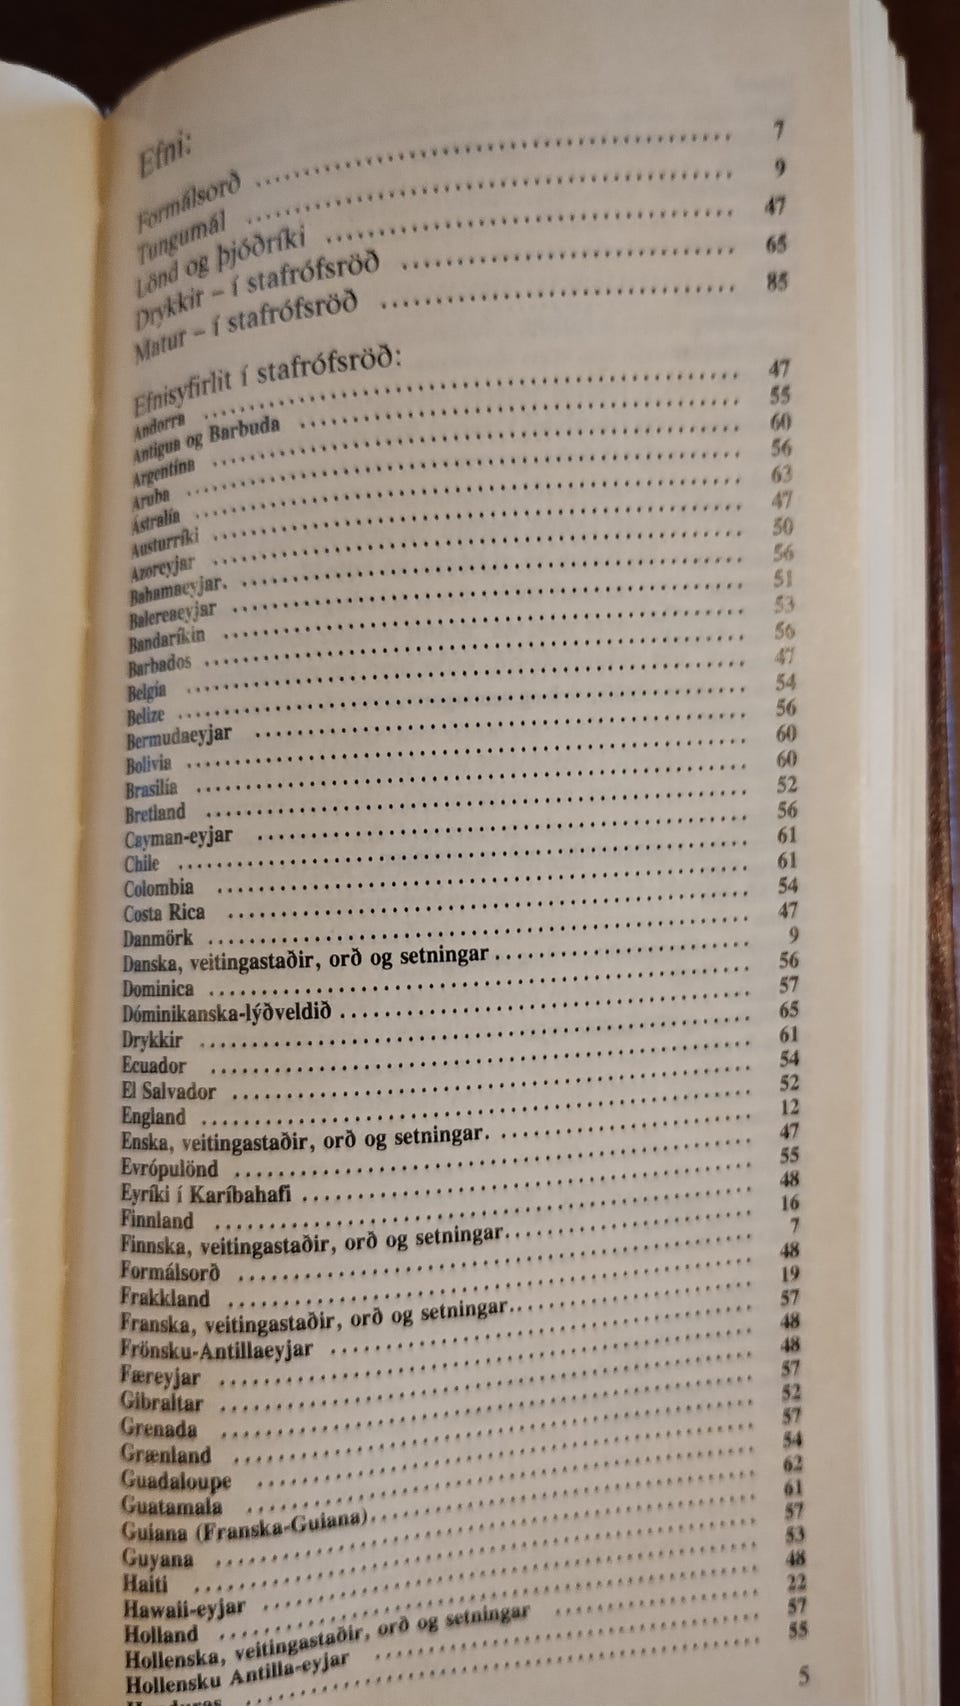 Efni:
Formálsorð ........ 7
Tungumál ........ 9
Lönd og þjóðríki ........ 47
Drykkir – í stafrófsröð ........ 65
Matur – í stafrófsröð ........ 85
Efnisyfirlit í stafrófsröð:
Andorra ........ 47
Antigua og Barbuda ........ 55
Argentína ........ 60
Aruba ........ 56
Ástralía ........ 63
Austurríki ........ 47
Azoreyjar ........ 50
Bahamaeyjar ........ 56
Balereaeyjar ........ 51
Bandaríkin ........ 53
Barbados ........ 56
Belgía ........ 47
Belize ........ 54
Bermudaeyjar ........ 56
Bolivia ........ 60
Brasilía ........ 60
Bretland ........ 52
Cayman-eyjar ........ 56
Chile ........ 61
Colombia ........ 61
Costa Rica ........ 54
Danmörk ........ 47
Danska, veitingastaðir, orð og setningar ........ 9
Dominica ........ 56
Dóminikanska-lýðveldið ........ 57
Drykkir ........ 65
Ecuador ........ 61
El Salvador ........ 54
England ........ 52
Enska, veitingastaðir, orð og setningar ........ 12
Evrópulönd ........ 47
Eyríki í Karíbahafi ........ 55
Finnland ........ 48
Finnska, veitingastaðir, orð og setningar ........ 16
Formálsorð ........ 7
Frakkland ........ 48
Franska, veitingastaðir, orð og setningar ........ 19
Frönsku-Antillaeyjar ........ 57
Færeyjar ........ 48
Gibraltar ........ 48
Grenada ........ 57
Grænland ........ 52
Guadaloupe ........ 57
Guatamala ........ 54
Guiana (Franska-Guiana) ........ 62
Guyana ........ 61
Haiti ........ 57
Hawaii-eyjar ........ 53
Holland ........ 48
Hollenska, veitingastaðir, orð og setningar ........ 22
Hollensku Antilla-eyjar ........ 57
Honduras ........ 55
5